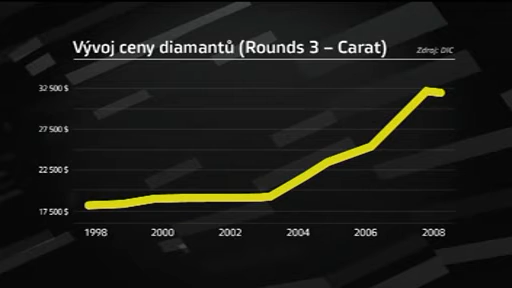 Vývoj ceny diamantů (Rounds 3 – Carat)
Zdroj: DIC
32 500 $
27 500 $
22 500 $
17 500 $
1998 2000 2002 2004 2006 2008